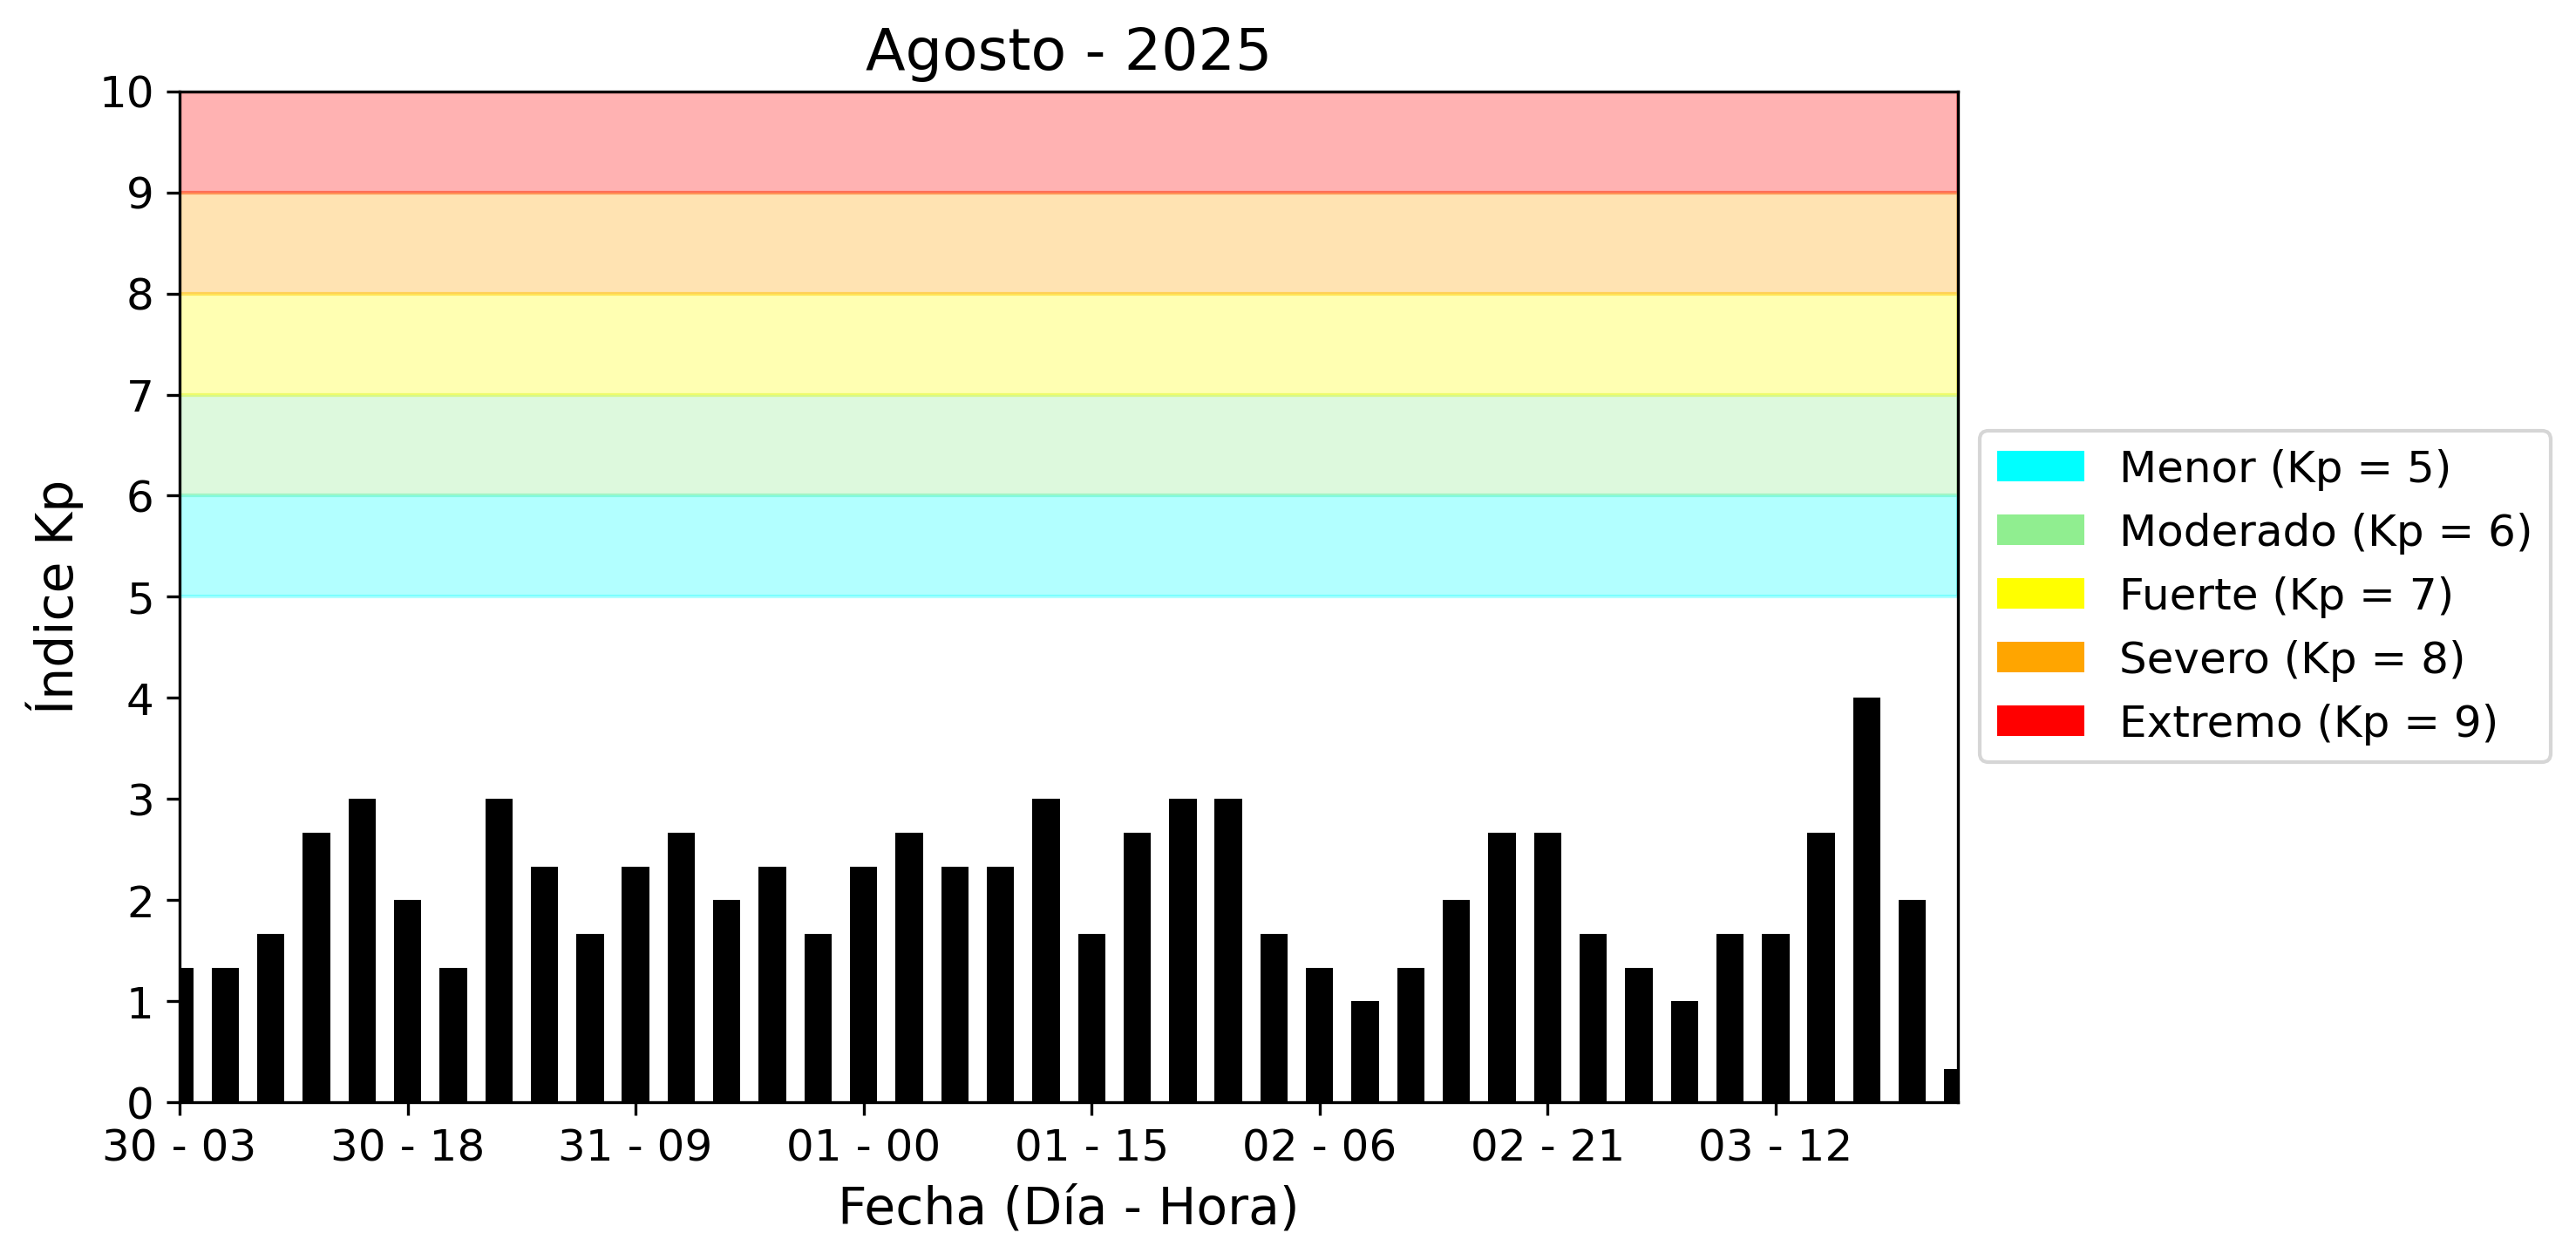 Agosto - 2025
10
9
8
7
6
5
4
3
2
1
0
Índice Kp
30 - 03
30 - 18
31 - 09
01 - 00
01 - 15
02 - 06
02 - 21
03 - 12
Fecha (Día - Hora)
Menor (Kp = 5)
Moderado (Kp = 6)
Fuerte (Kp = 7)
Severo (Kp = 8)
Extremo (Kp = 9)